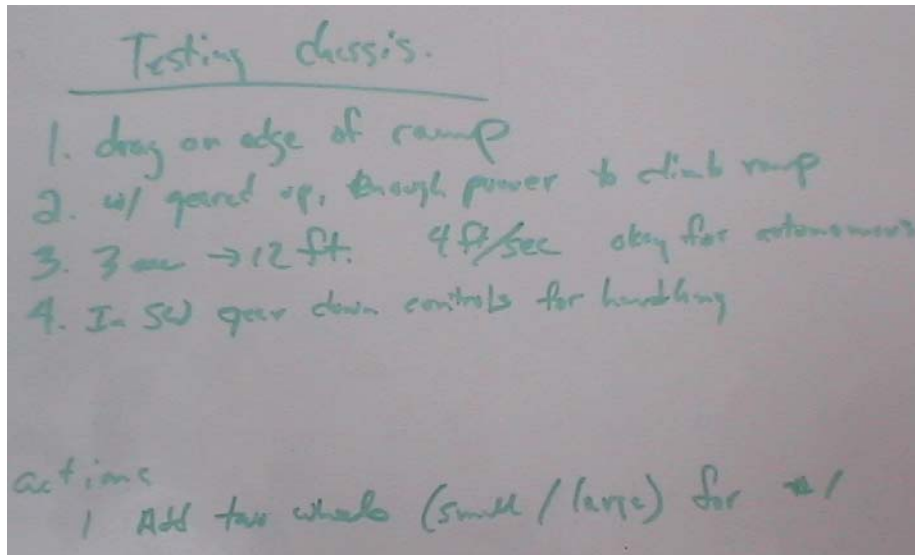 Testing chassis.
1. drag on edge of ramp
2. w/ geared up, enough power to climb ramp
3. 3 sec → 12 ft. 4 ft/sec okay for autonomous
4. In SW gear down controls for handling
actions
1 Add two wheels (small / large) for #1